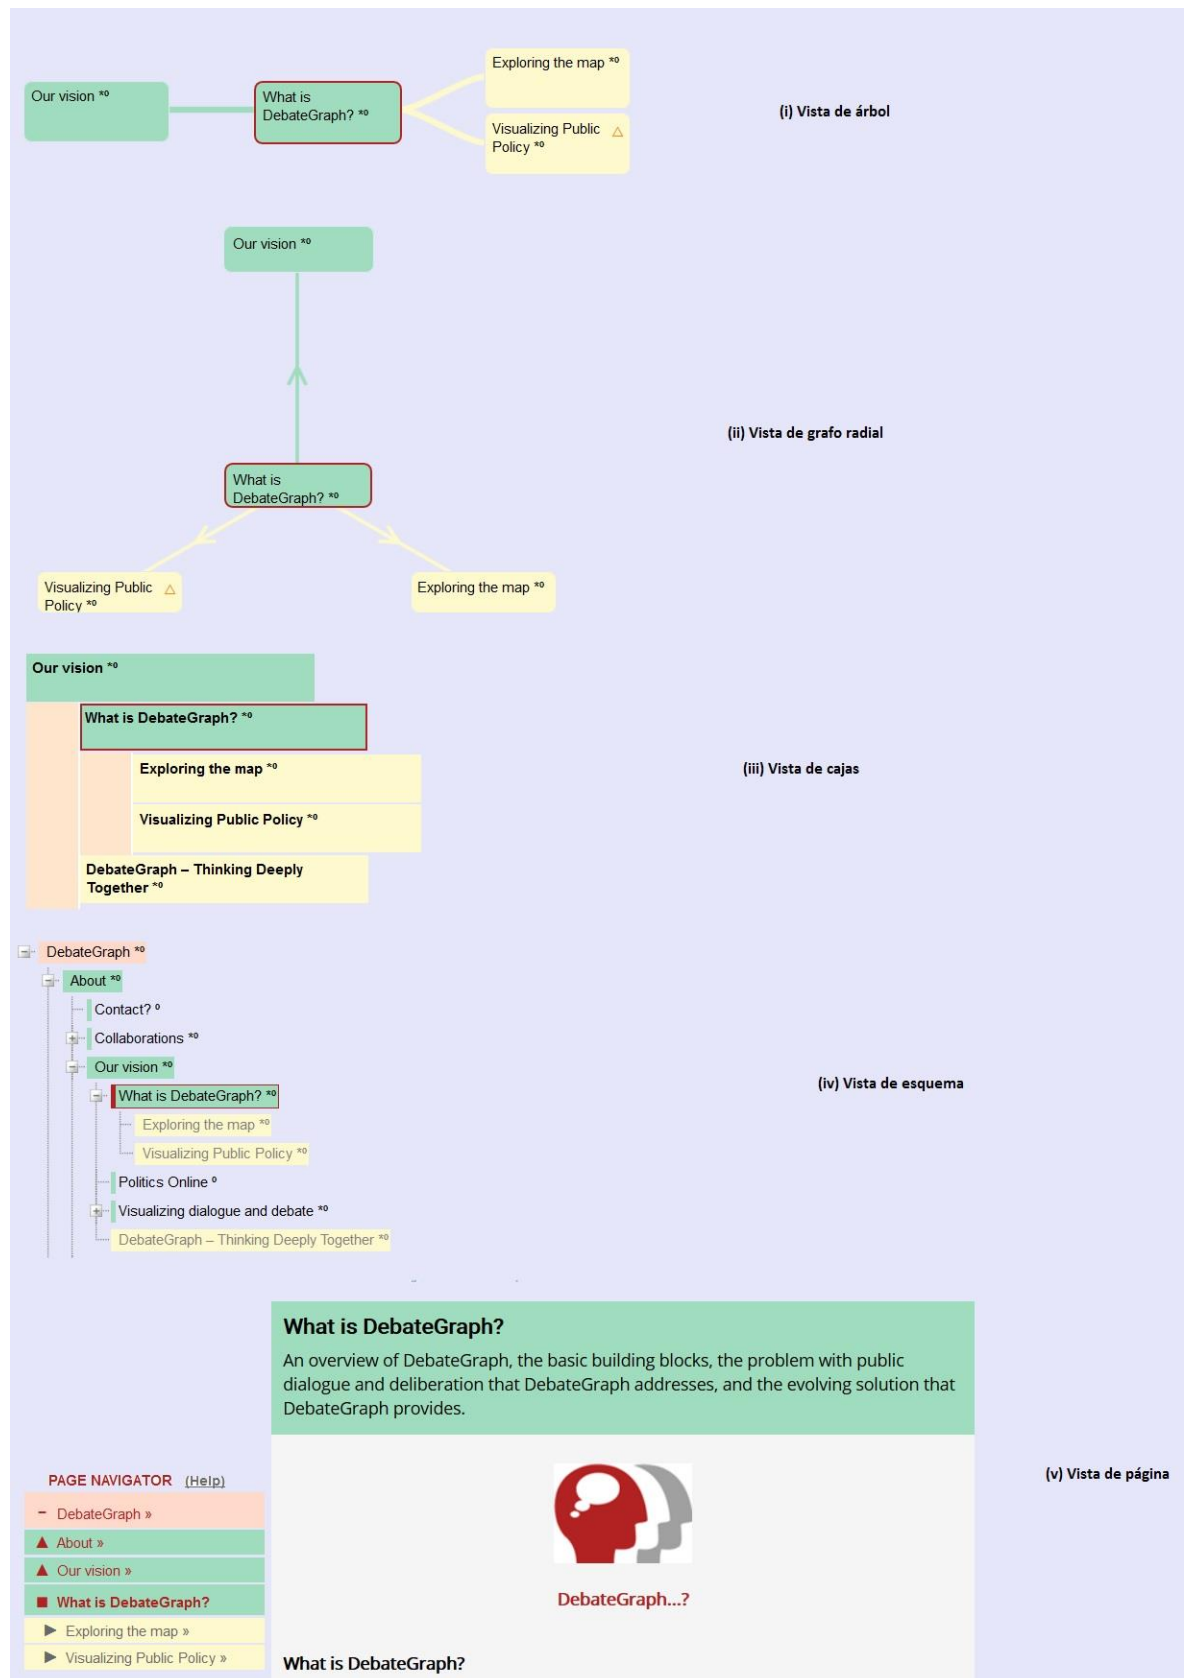 Exploring the map *⁰
Our vision *⁰
What is
DebateGraph? *⁰
(i) Vista de árbol
Visualizing Public
Policy *⁰
Our vision *⁰
(ii) Vista de grafo radial
What is
DebateGraph? *⁰
Visualizing Public
Policy *⁰
Exploring the map *⁰
Our vision *⁰
What is DebateGraph? *⁰
Exploring the map *⁰
(iii) Vista de cajas
Visualizing Public Policy *⁰
DebateGraph – Thinking Deeply
Together *⁰
DebateGraph *⁰
About *⁰
Contact? ⁰
Collaborations *⁰
Our vision *⁰
(iv) Vista de esquema
What is DebateGraph? *⁰
Exploring the map *⁰
Visualizing Public Policy *⁰
Politics Online ⁰
Visualizing dialogue and debate *⁰
DebateGraph – Thinking Deeply Together *⁰
What is DebateGraph?
An overview of DebateGraph, the basic building blocks, the problem with public
dialogue and deliberation that DebateGraph addresses, and the evolving solution that
DebateGraph provides.
(v) Vista de página
PAGE NAVIGATOR (Help)
DebateGraph »
About »
Our vision »
What is DebateGraph?
Exploring the map »
Visualizing Public Policy »
DebateGraph...?
What is DebateGraph?